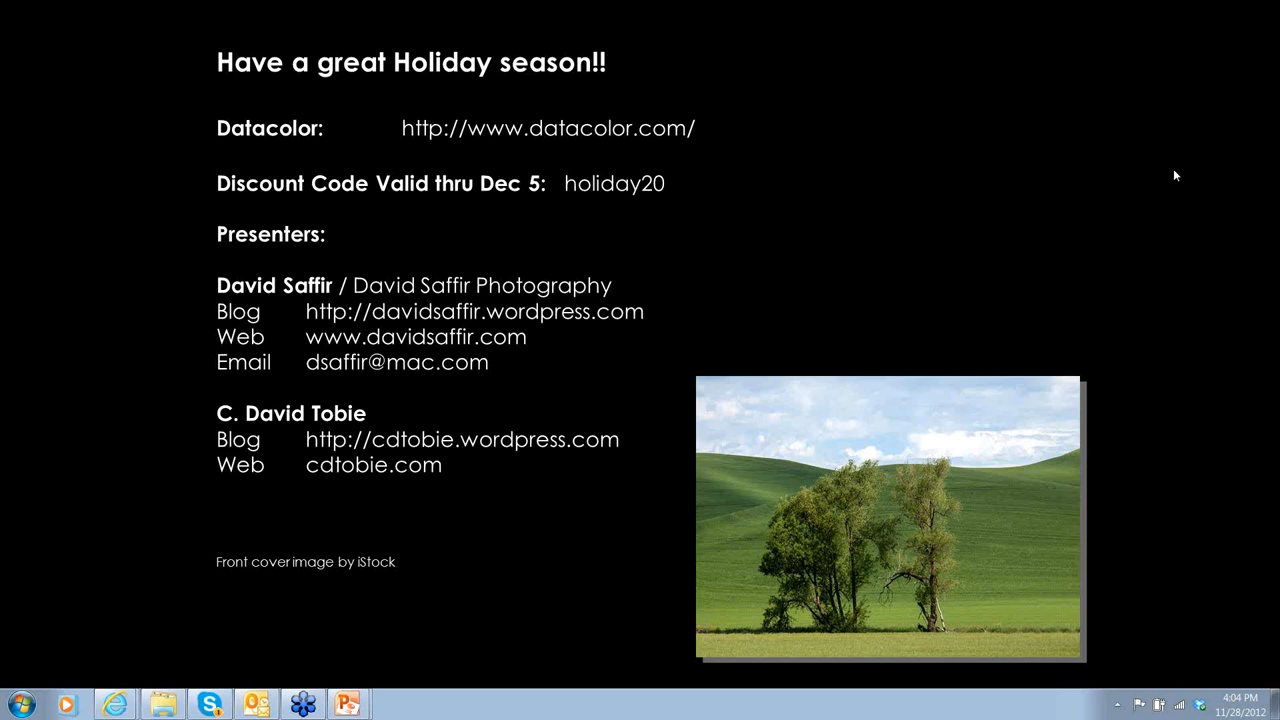 Have a great Holiday season!!
Datacolor: http://www.datacolor.com/
Discount Code Valid thru Dec 5: holiday20
Presenters:
David Saffir / David Saffir Photography
Blog http://davidsaffir.wordpress.com
Web www.davidsaffir.com
Email dsaffir@mac.com
C. David Tobie
Blog http://cdtobie.wordpress.com
Web cdtobie.com
Front cover image by iStock
4:04 PM
11/28/2012